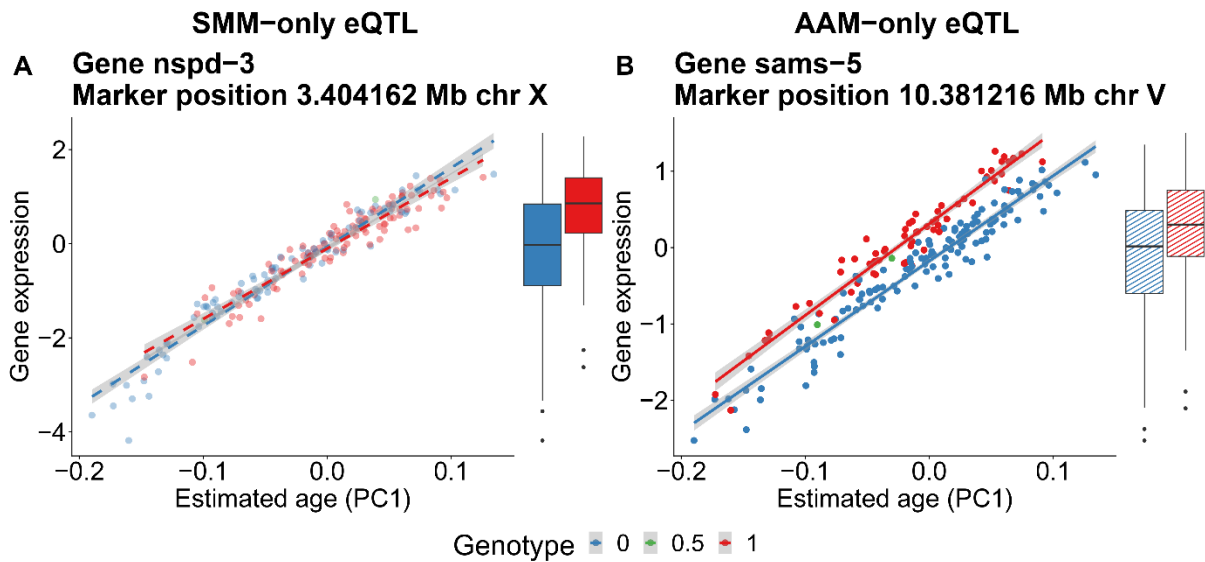 SMM−only eQTL
A Gene nspd−3
Marker position 3.404162 Mb chr X
2
0
−2
−4
Gene expression
−0.2 −0.1 0.0 0.1
Estimated age (PC1)
AAM−only eQTL
B Gene sams−5
Marker position 10.381216 Mb chr V
1
0
−1
−2
Gene expression
−0.2 −0.1 0.0 0.1
Estimated age (PC1)
Genotype 0 0.5 1